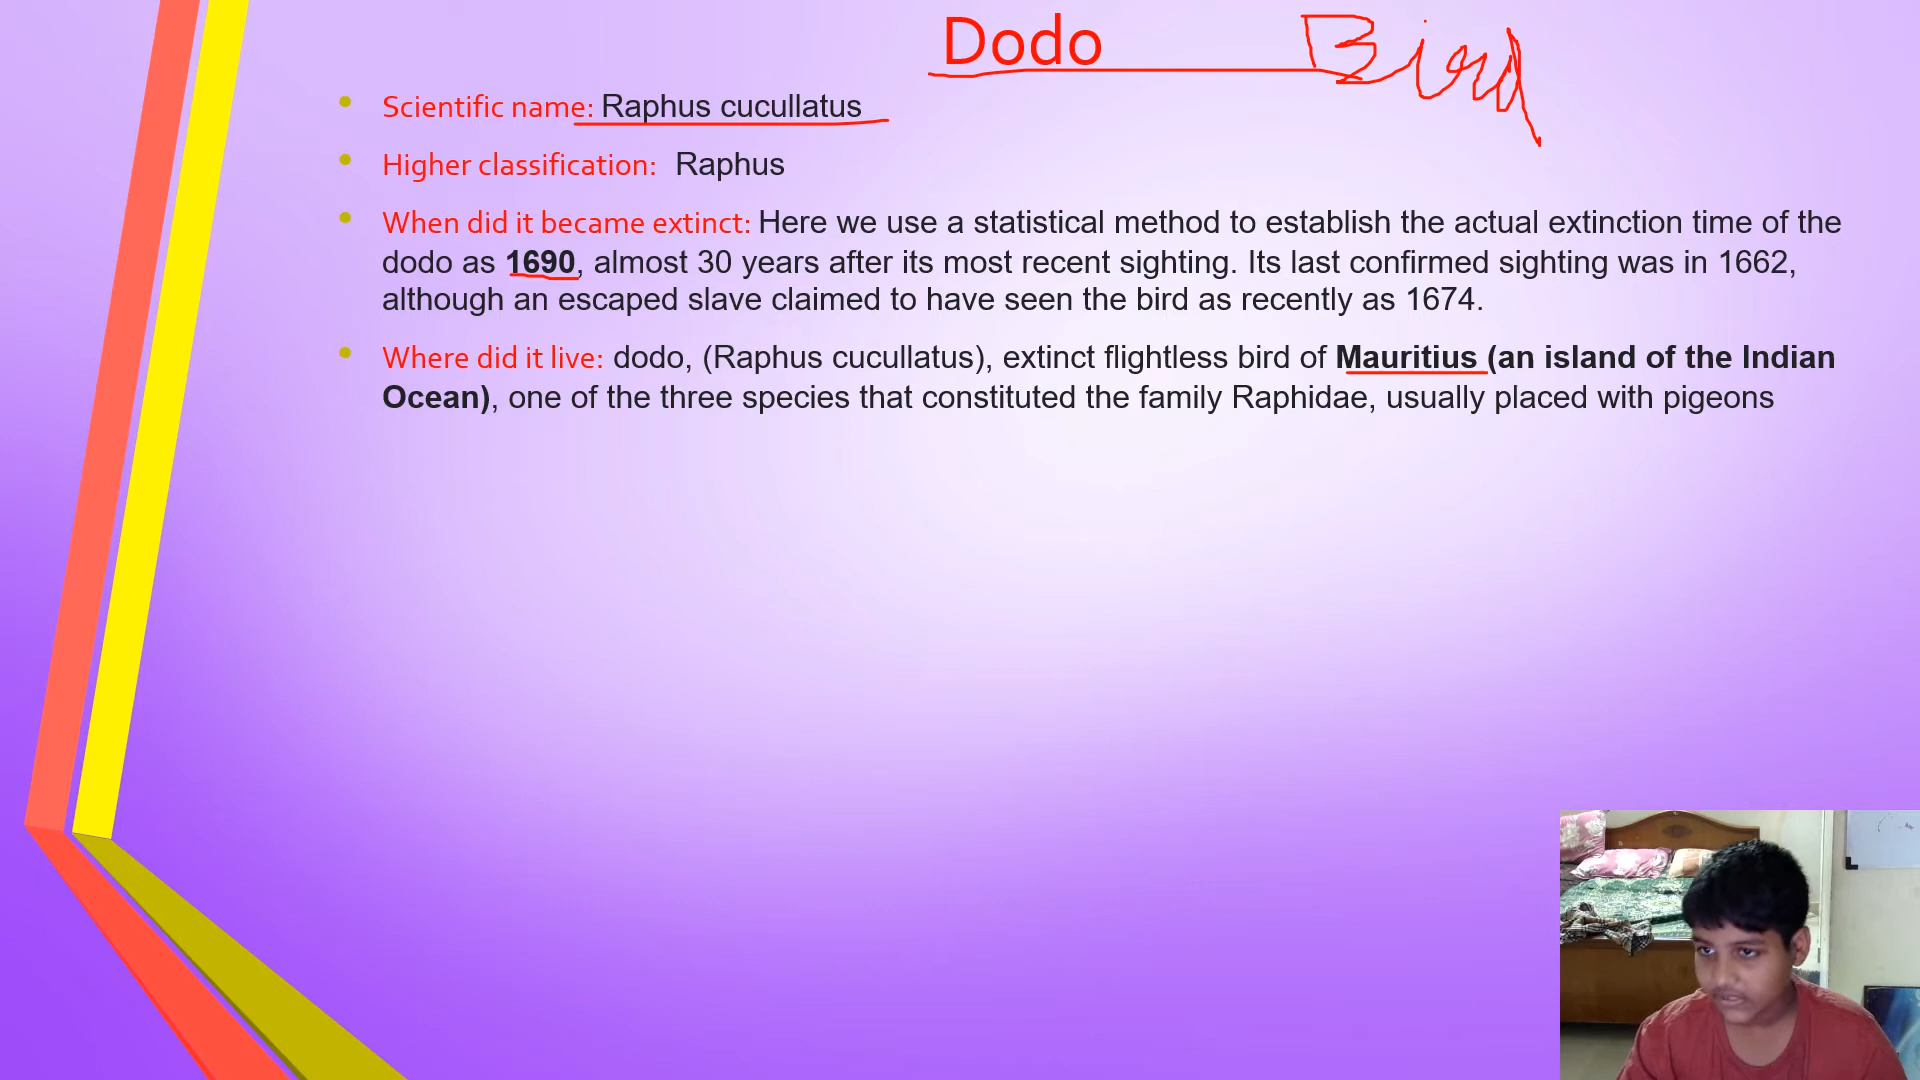 Dodo Bird
Scientific name: Raphus cucullatus
Higher classification: Raphus
When did it became extinct: Here we use a statistical method to establish the actual extinction time of the
dodo as 1690, almost 30 years after its most recent sighting. Its last confirmed sighting was in 1662,
although an escaped slave claimed to have seen the bird as recently as 1674.
Where did it live: dodo, (Raphus cucullatus), extinct flightless bird of Mauritius (an island of the Indian
Ocean), one of the three species that constituted the family Raphidae, usually placed with pigeons